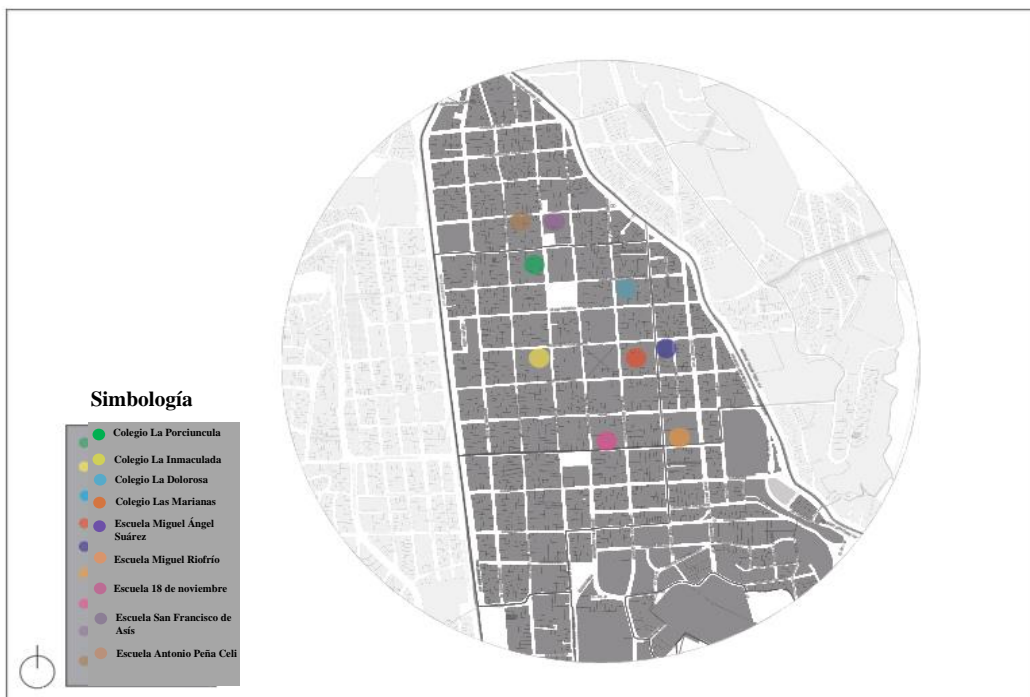 Simbología
Colegio La Porciuncula
Colegio La Inmaculada
Colegio La Dolorosa
Colegio Las Marianas
Escuela Miguel Ángel
Suárez
Escuela Miguel Riofrío
Escuela 18 de noviembre
Escuela San Francisco de
Asís
Escuela Antonio Peña Celi